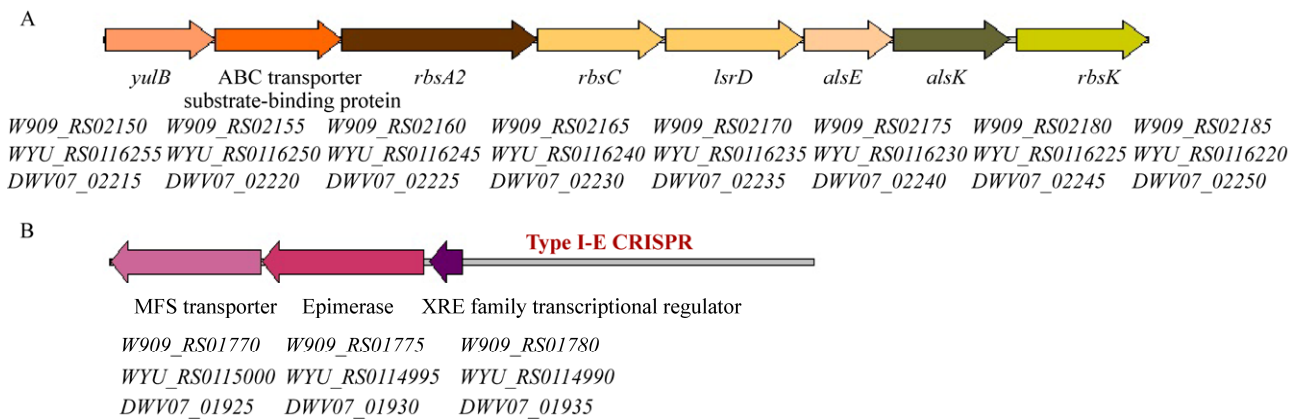 A
yulB ABC transporter rbsA2 rbsC lsrD alsE alsK rbsK
substrate-binding protein
W909_RS02150 W909_RS02155 W909_RS02160 W909_RS02165 W909_RS02170 W909_RS02175 W909_RS02180 W909_RS02185
WYU_RS0116255 WYU_RS0116250 WYU_RS0116245 WYU_RS0116240 WYU_RS0116235 WYU_RS0116230 WYU_RS0116225 WYU_RS0116220
DWV07_02215 DWV07_02220 DWV07_02225 DWV07_02230 DWV07_02235 DWV07_02240 DWV07_02245 DWV07_02250
B
Type I-E CRISPR
MFS transporter Epimerase XRE family transcriptional regulator
W909_RS01770 W909_RS01775 W909_RS01780
WYU_RS0115000 WYU_RS0114995 WYU_RS0114990
DWV07_01925 DWV07_01930 DWV07_01935